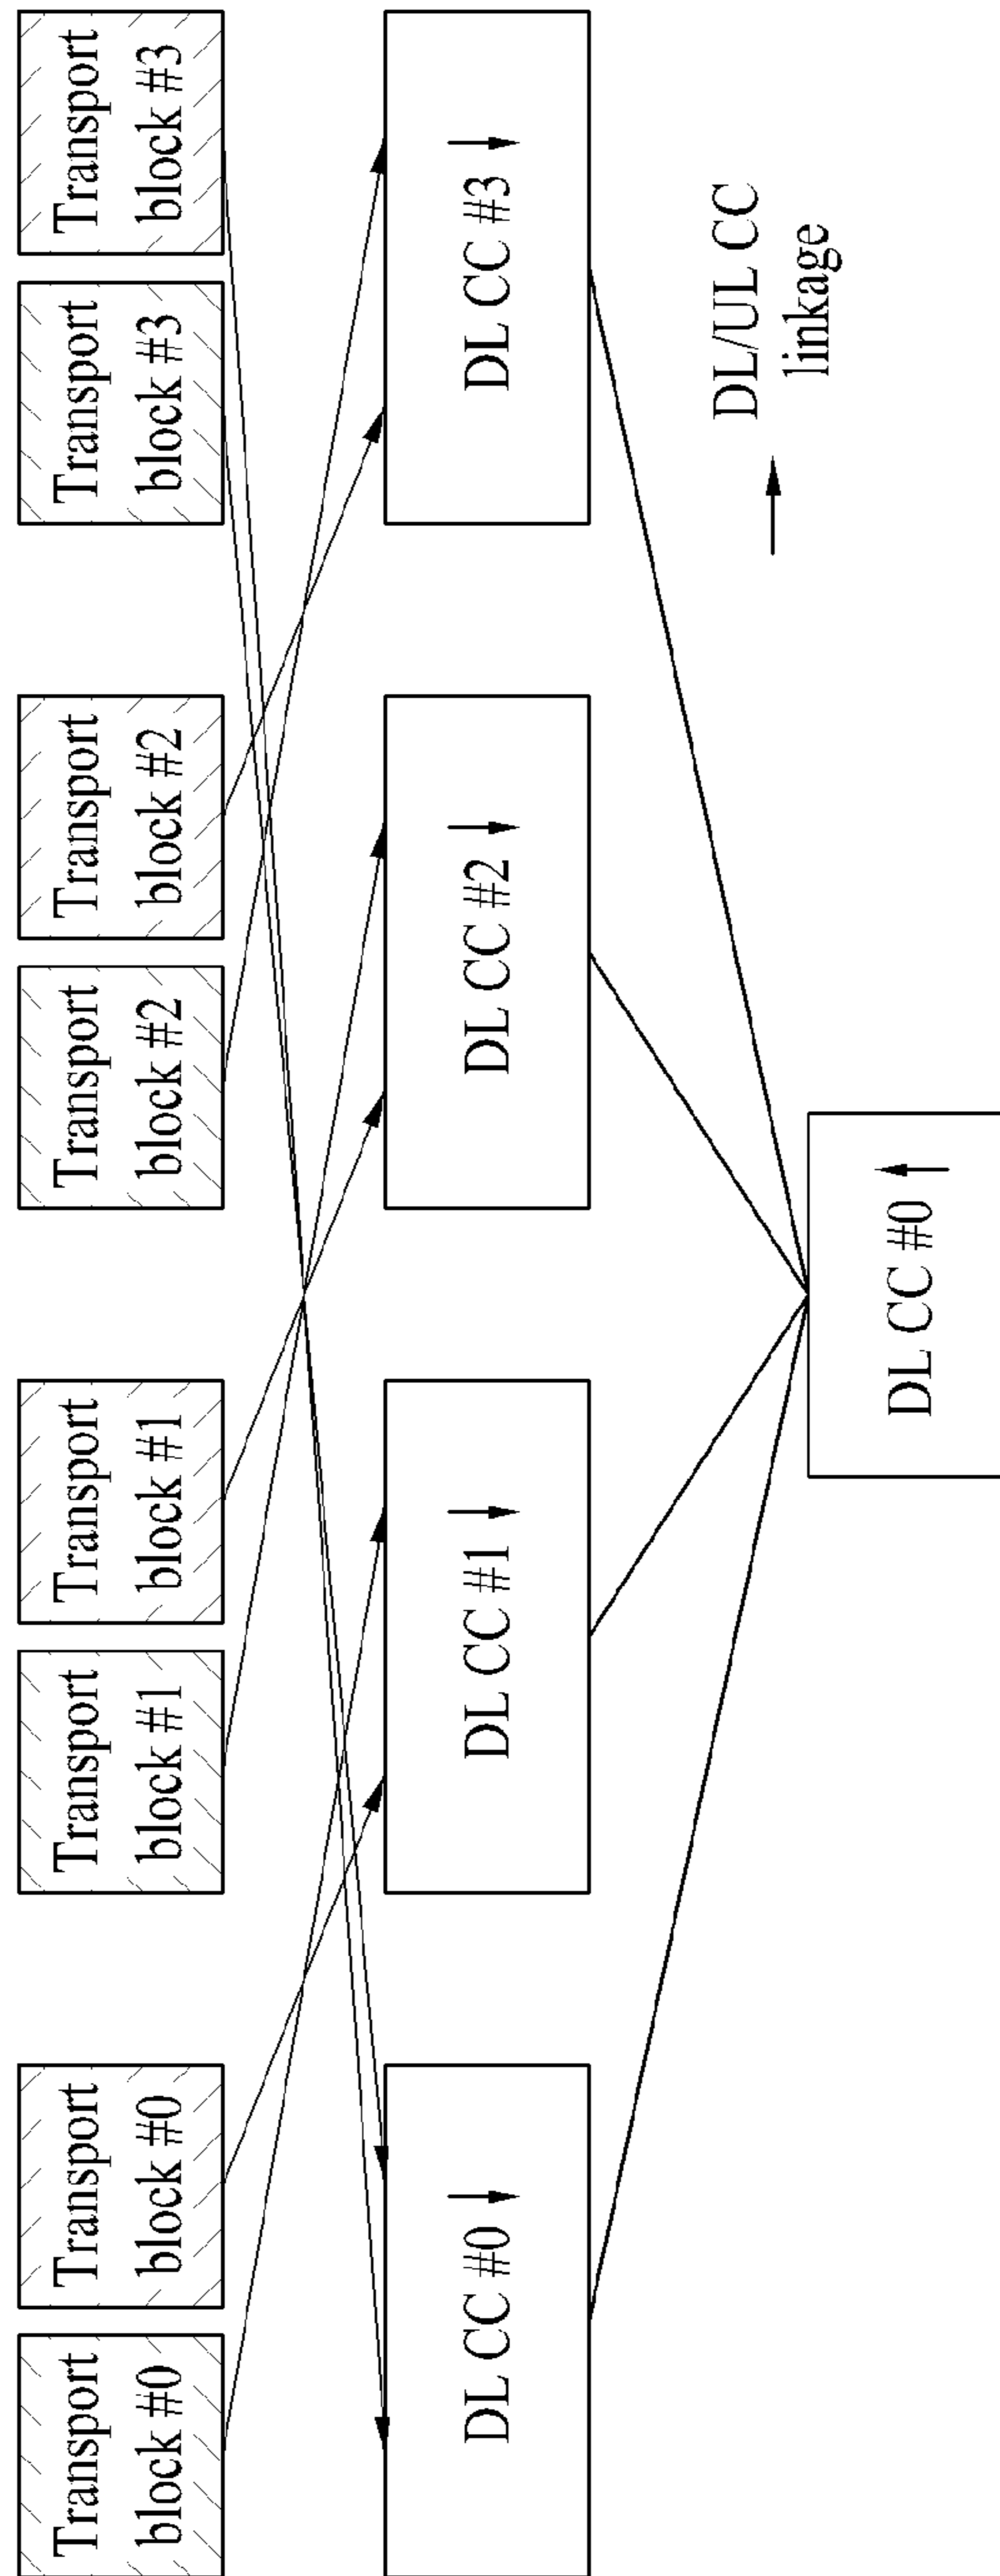 Transport
block #0
Transport
block #0
Transport
block #1
Transport
block #1
Transport
block #2
Transport
block #2
Transport
block #3
Transport
block #3
DL CC #0
DL CC #1
DL CC #2
DL CC #3
DL/UL CC
linkage
DL CC #0